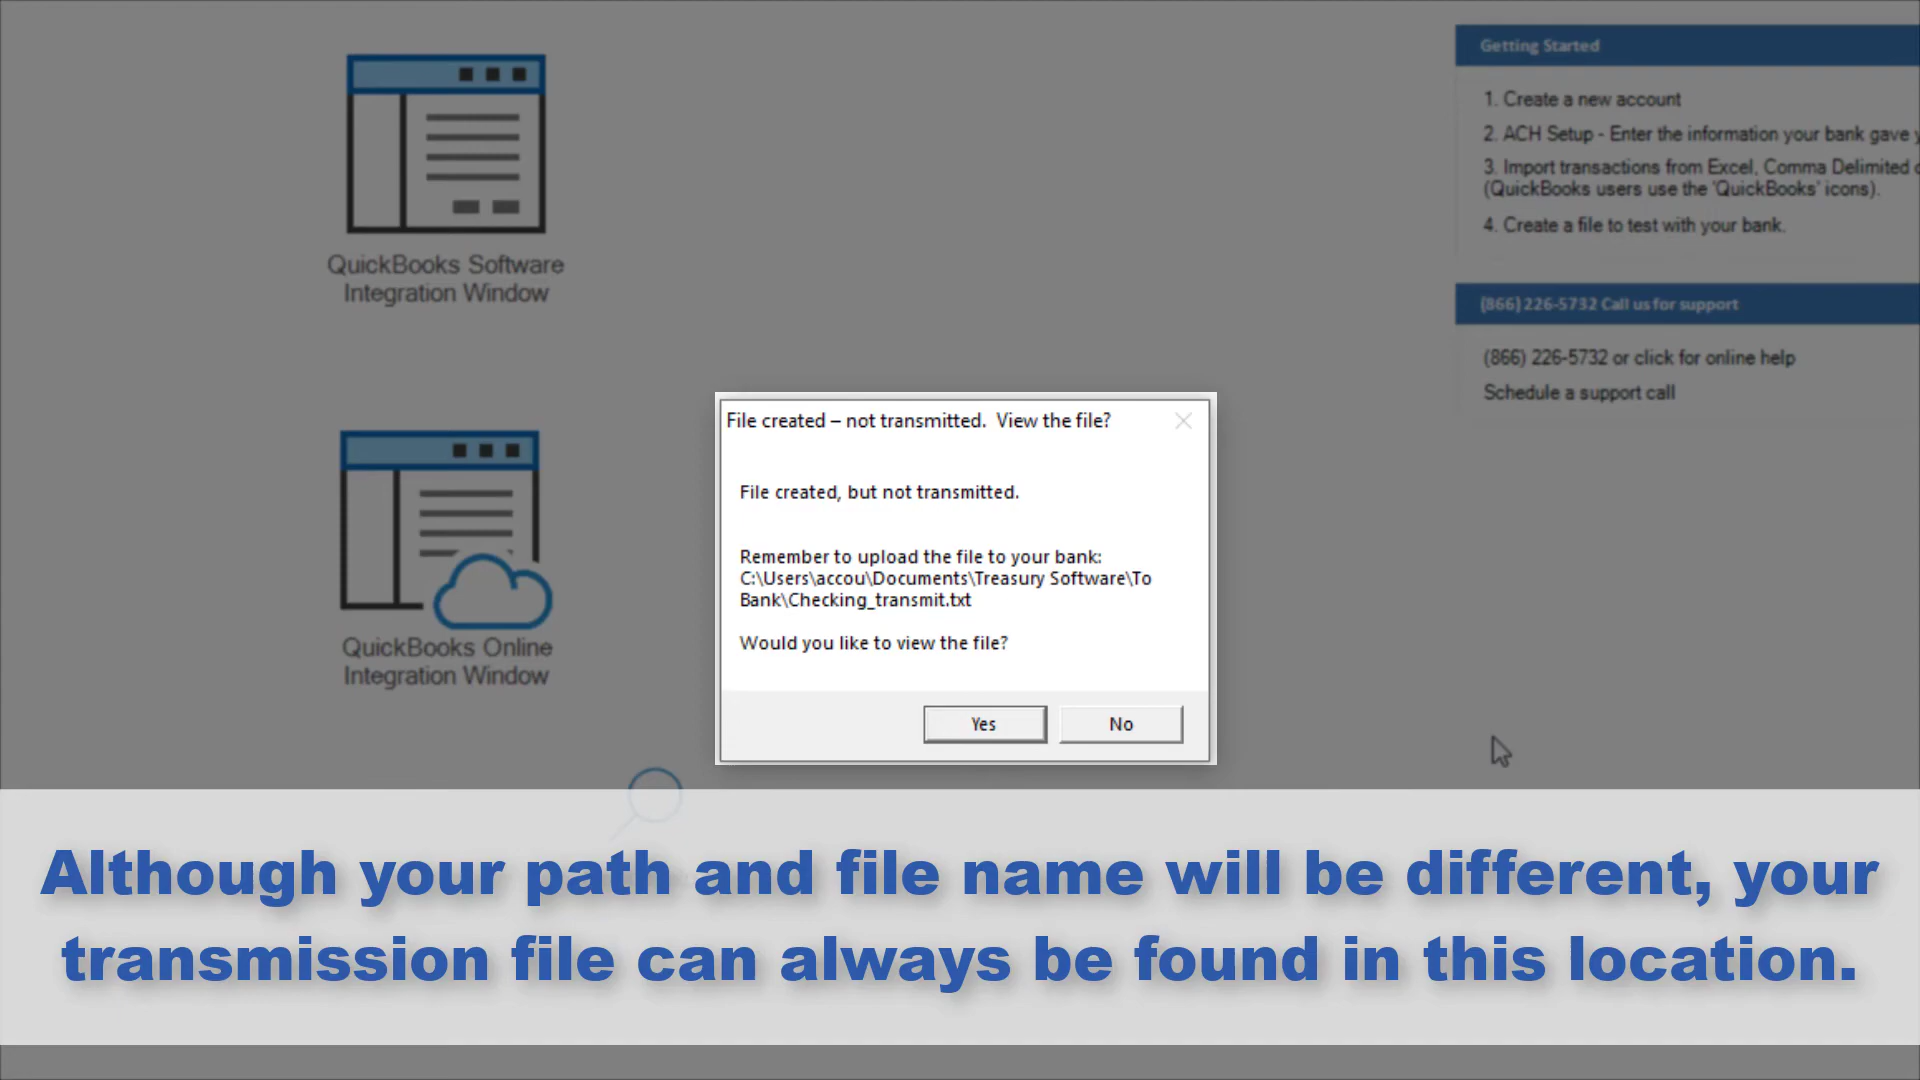 QuickBooks Software
Integration Window
QuickBooks Online
Integration Window
Getting Started
1. Create a new account
2. ACH Setup - Enter the information your bank gave y
3. Import transactions from Excel, Comma Delimited o
(QuickBooks users use the 'QuickBooks' icons).
4. Create a file to test with your bank.
(866) 226-5732 Call us for support
(866) 226-5732 or click for online help
Schedule a support call
File created – not transmitted.  View the file?
File created, but not transmitted.
Remember to upload the file to your bank:
C:\Users\accou\Documents\Treasury Software\To
Bank\Checking_transmit.txt
Would you like to view the file?
Yes
No
Although your path and file name will be different, your
transmission file can always be found in this location.